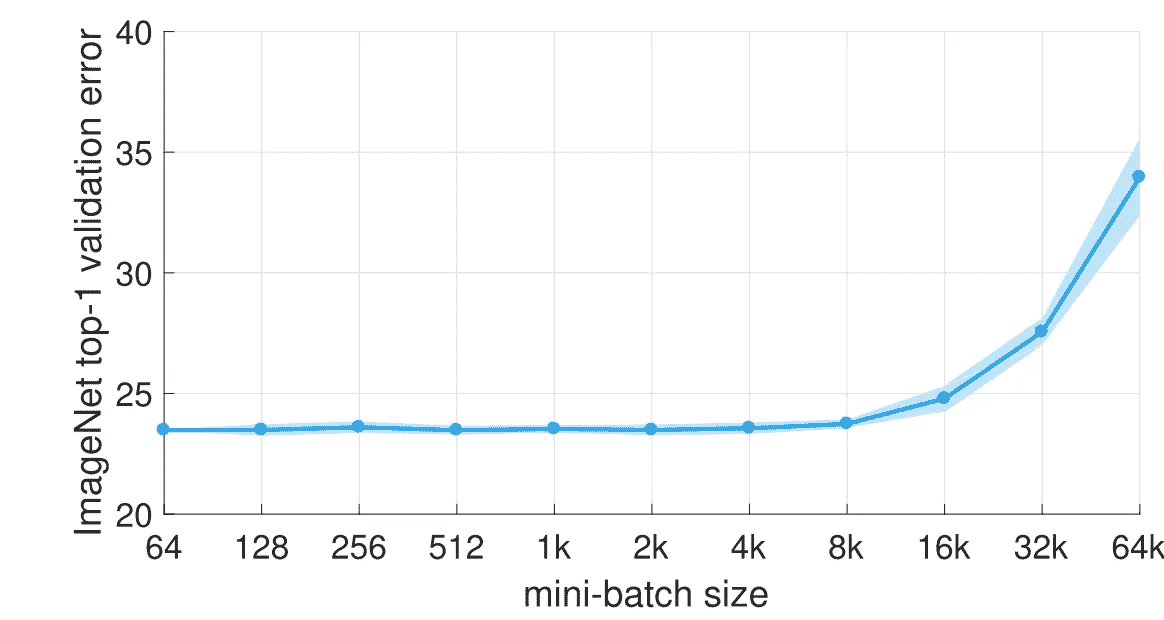 ImageNet top-1 validation error
40
35
30
25
20
64 128 256 512 1k 2k 4k 8k 16k 32k 64k
mini-batch size